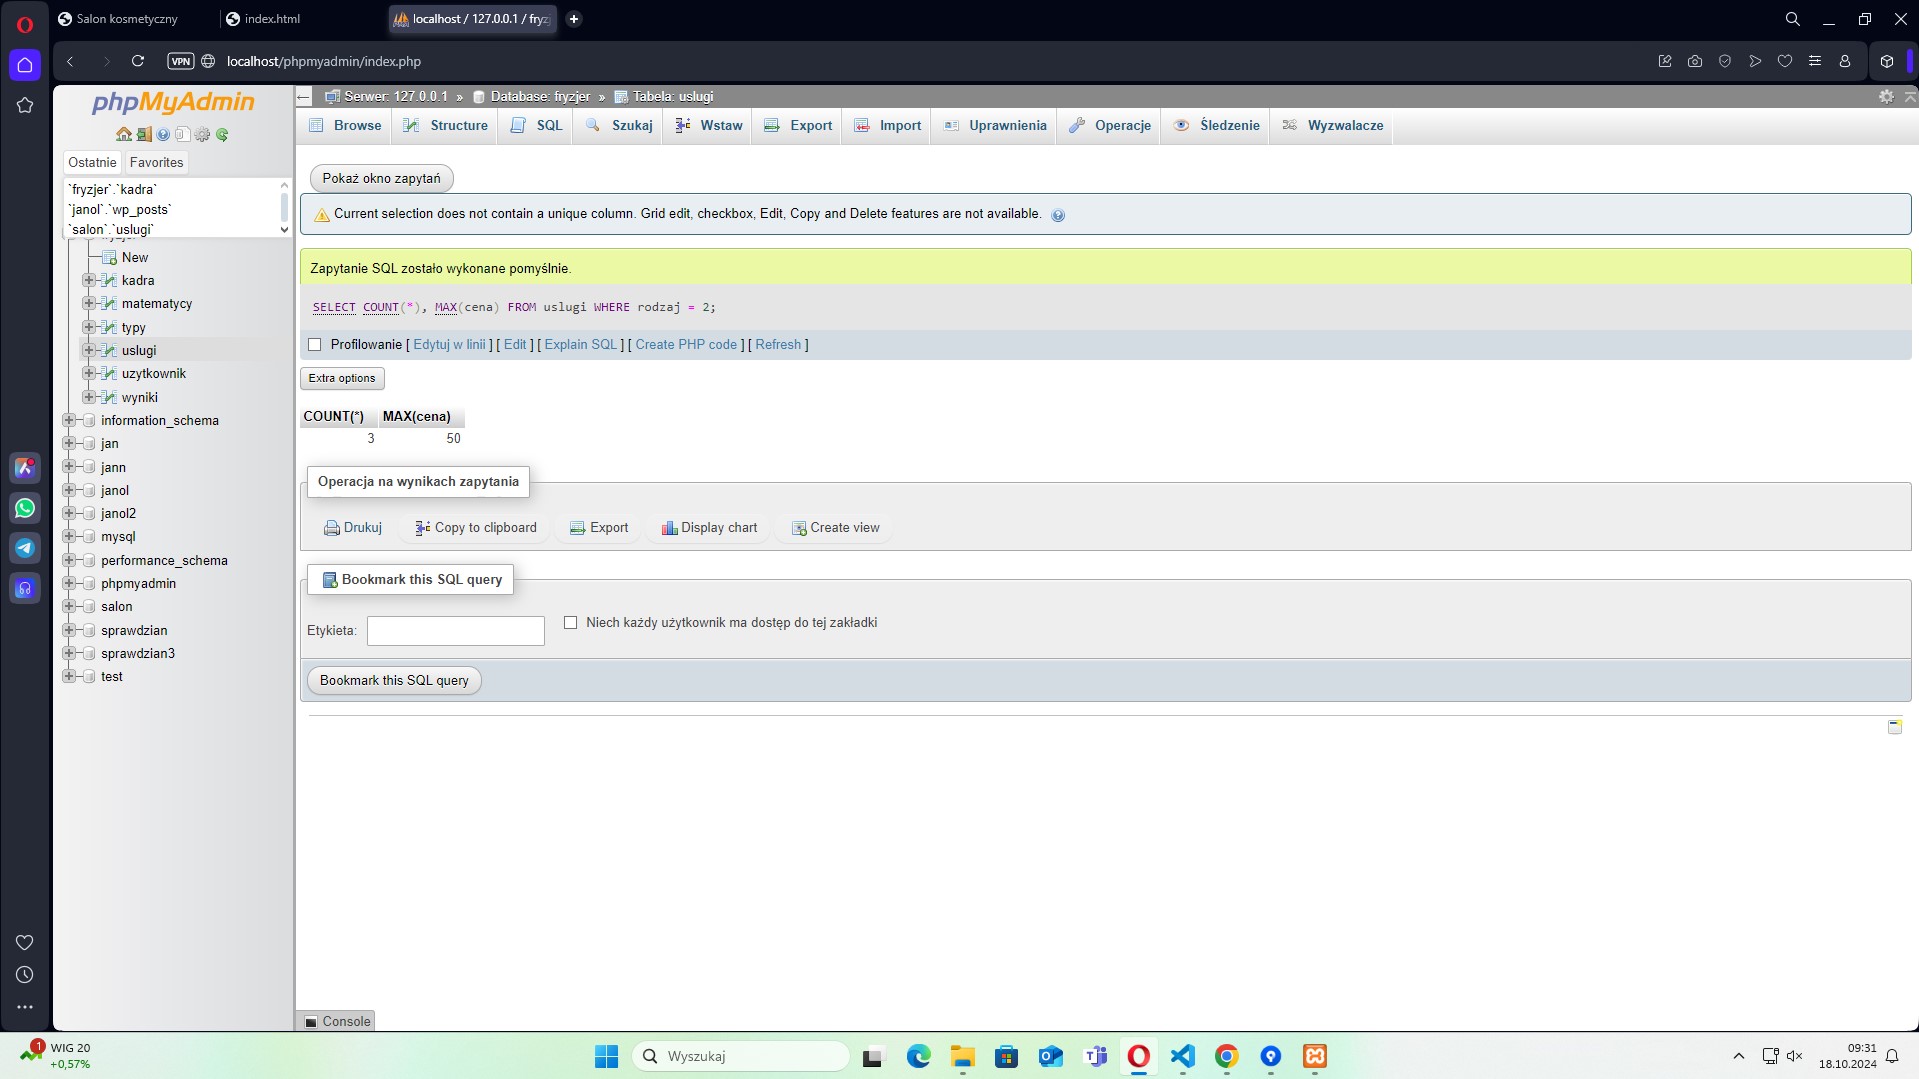 Salon kosmetyczny
index.html
localhost / 127.0.0.1 / fryz
VPN
localhost/phpmyadmin/index.php
phpMyAdmin
Ostatnie
Favorites
`fryzjer`.`kadra`
`janol`.`wp_posts`
`salon`.`uslugi`
New
kadra
matematycy
typy
uslugi
uzytkownik
wyniki
information_schema
jan
jann
janol
janol2
mysql
performance_schema
phpmyadmin
salon
sprawdzian
sprawdzian3
test
Serwer: 127.0.0.1 » Database: fryzjer » Tabela: uslugi
Browse
Structure
SQL
Szukaj
Wstaw
Export
Import
Uprawnienia
Operacje
Śledzenie
Wyzwalacze
Pokaż okno zapytań
Current selection does not contain a unique column. Grid edit, checkbox, Edit, Copy and Delete features are not available.
Zapytanie SQL zostało wykonane pomyślnie.
SELECT COUNT(*), MAX(cena) FROM uslugi WHERE rodzaj = 2;
Profilowanie [ Edytuj w linii ] [ Edit ] [ Explain SQL ] [ Create PHP code ] [ Refresh ]
Extra options
COUNT(*) MAX(cena)
3 50
Operacja na wynikach zapytania
Drukuj
Copy to clipboard
Export
Display chart
Create view
Bookmark this SQL query
Etykieta:
Niech każdy użytkownik ma dostęp do tej zakładki
Bookmark this SQL query
Console
1
WIG 20
+0,57%
Wyszukaj
09:31
18.10.2024